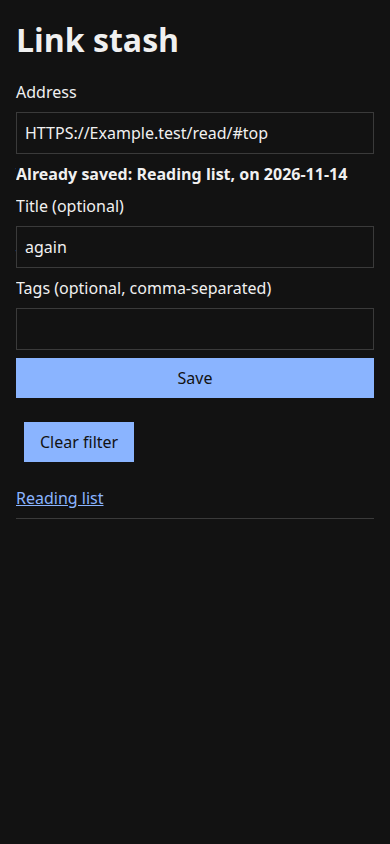 Link stash
Address
HTTPS://Example.test/read/#top
Already saved: Reading list, on 2026-11-14
Title (optional)
again
Tags (optional, comma-separated)
Save
Clear filter
Reading list